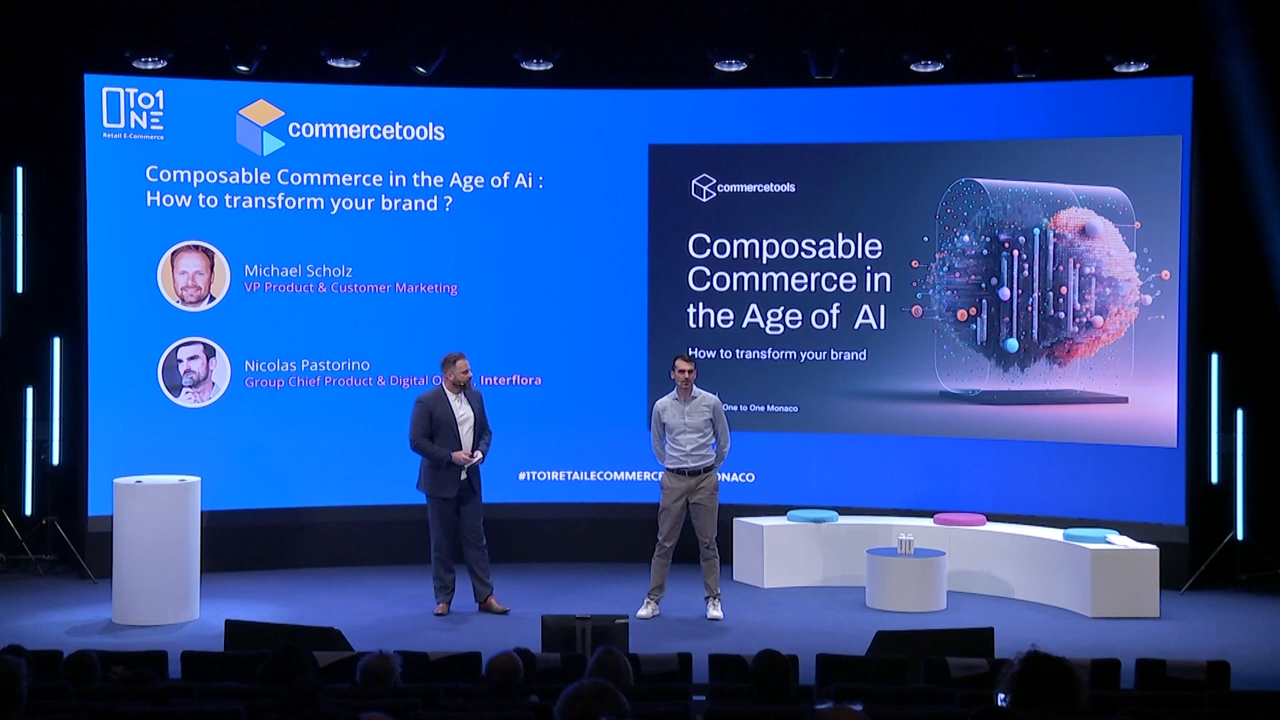 To1
NE
Retail E-Commerce
commercetools
Composable Commerce in the Age of Ai :
How to transform your brand ?
Michael Scholz
VP Product & Customer Marketing
Nicolas Pastorino
Group Chief Product & Digital O , Interflora
#1TO1RETAILECOMMERC ONACO
commercetools
Composable
Commerce in
the Age of AI
How to transform your brand
One to One Monaco